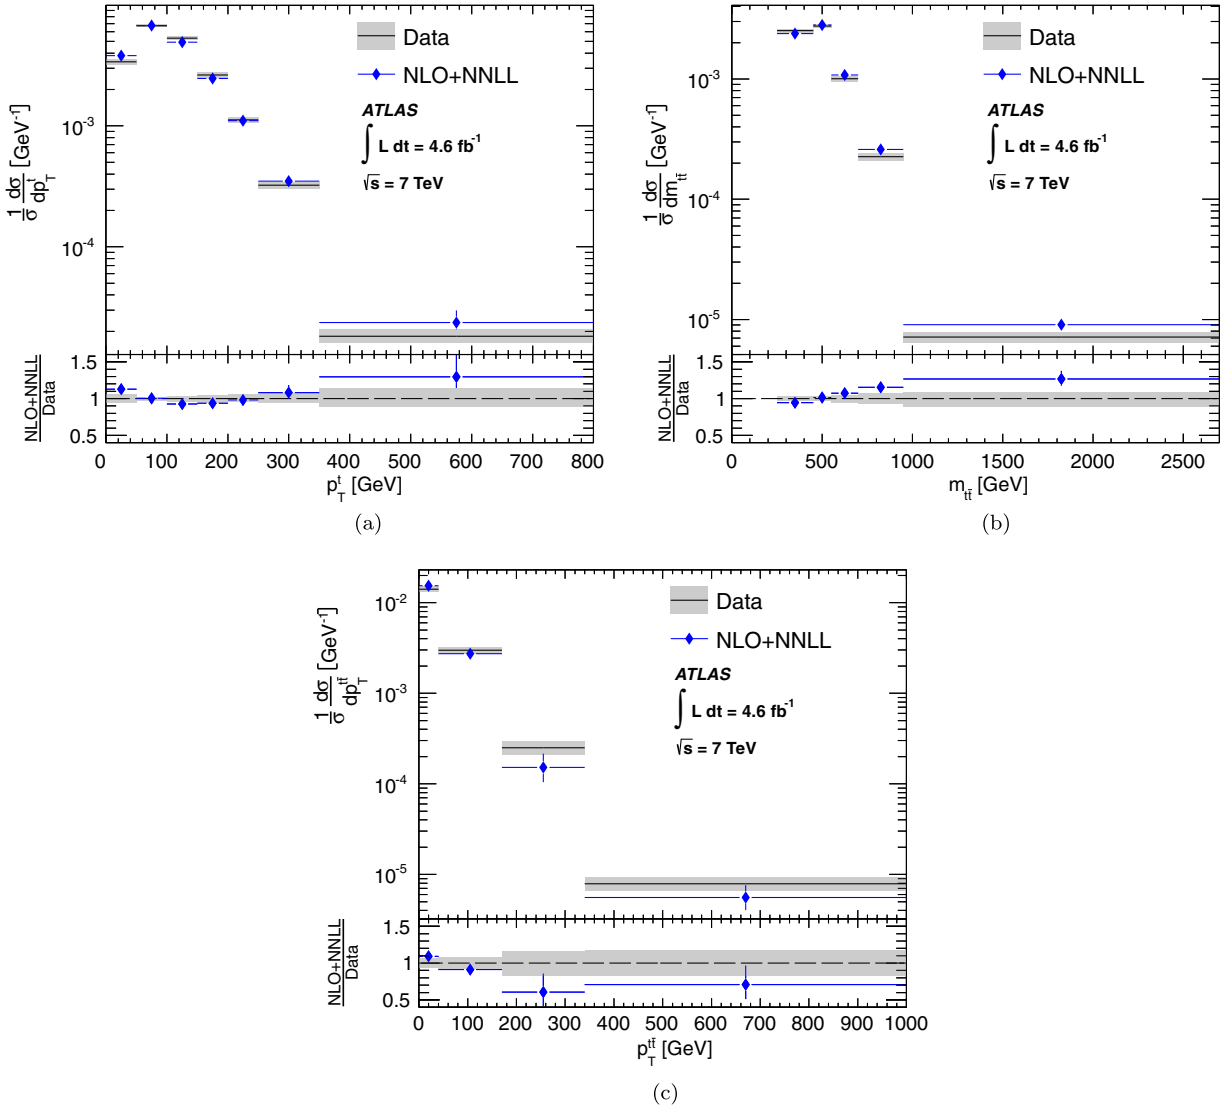 Data
NLO+NNLL
ATLAS
∫ L dt = 4.6 fb⁻¹
√s = 7 TeV
1/σ dσ/dp_T^t [GeV⁻¹]
10⁻³
10⁻⁴
NLO+NNLL/Data
1.5
1
0.5
0 100 200 300 400 500 600 700 800
p_T^t [GeV]
(a)
Data
NLO+NNLL
ATLAS
∫ L dt = 4.6 fb⁻¹
√s = 7 TeV
1/σ dσ/dm_tt̄ [GeV⁻¹]
10⁻³
10⁻⁴
10⁻⁵
NLO+NNLL/Data
1.5
1
0.5
0 500 1000 1500 2000 2500
m_tt̄ [GeV]
(b)
Data
NLO+NNLL
ATLAS
∫ L dt = 4.6 fb⁻¹
√s = 7 TeV
1/σ dσ/dp_T^tt̄ [GeV⁻¹]
10⁻²
10⁻³
10⁻⁴
10⁻⁵
NLO+NNLL/Data
1.5
1
0.5
0 100 200 300 400 500 600 700 800 900 1000
p_T^tt̄ [GeV]
(c)